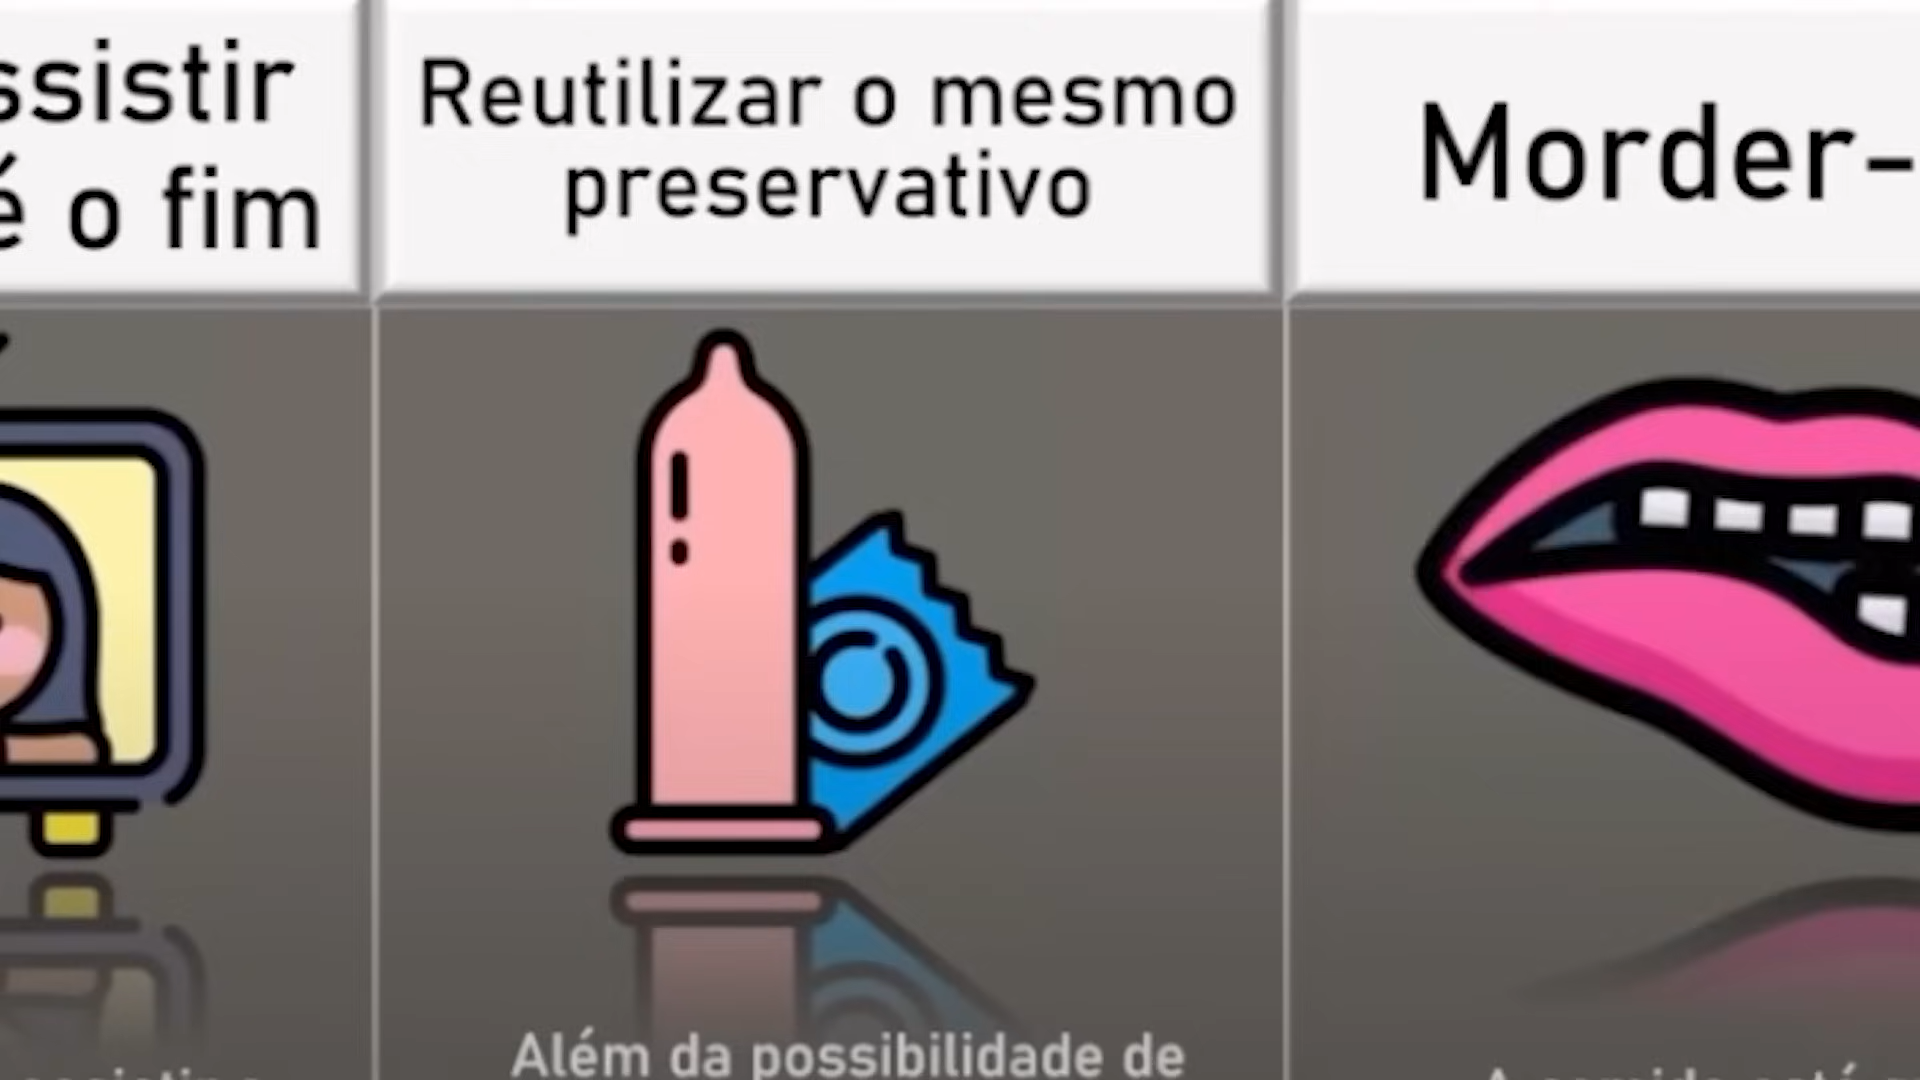 ssistir
é o fim
Reutilizar o mesmo
preservativo
Morder-
Além da possibilidade de